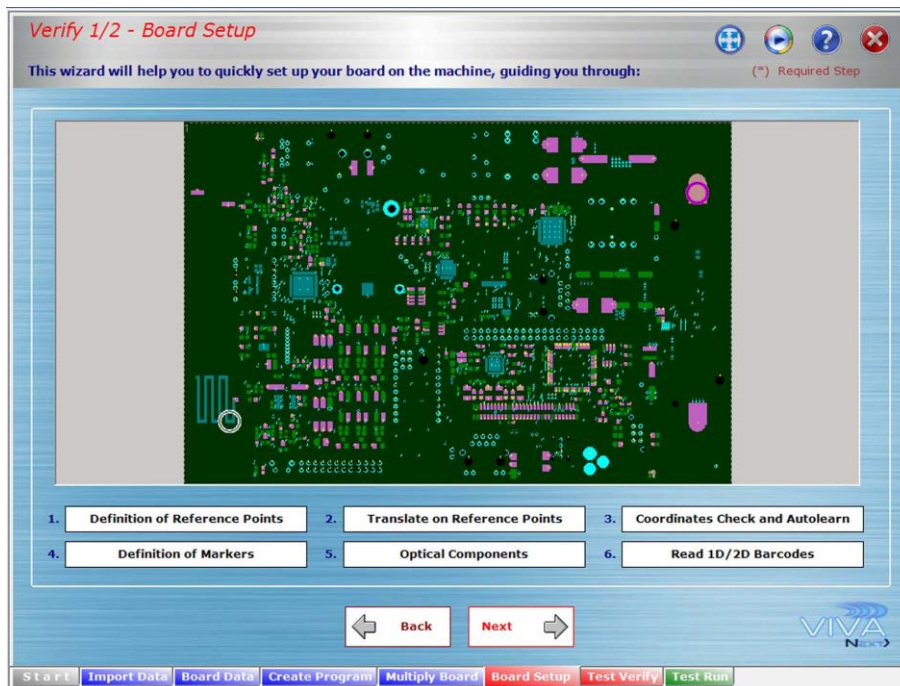 Verify 1/2 - Board Setup
This wizard will help you to quickly set up your board on the machine, guiding you through:
(*) Required Step
1. Definition of Reference Points
2. Translate on Reference Points
3. Coordinates Check and Autolearn
4. Definition of Markers
5. Optical Components
6. Read 1D/2D Barcodes
Back
Next
VIVA
NEXT>
Start
Import Data
Board Data
Create Program
Multiply Board
Board Setup
Test Verify
Test Run